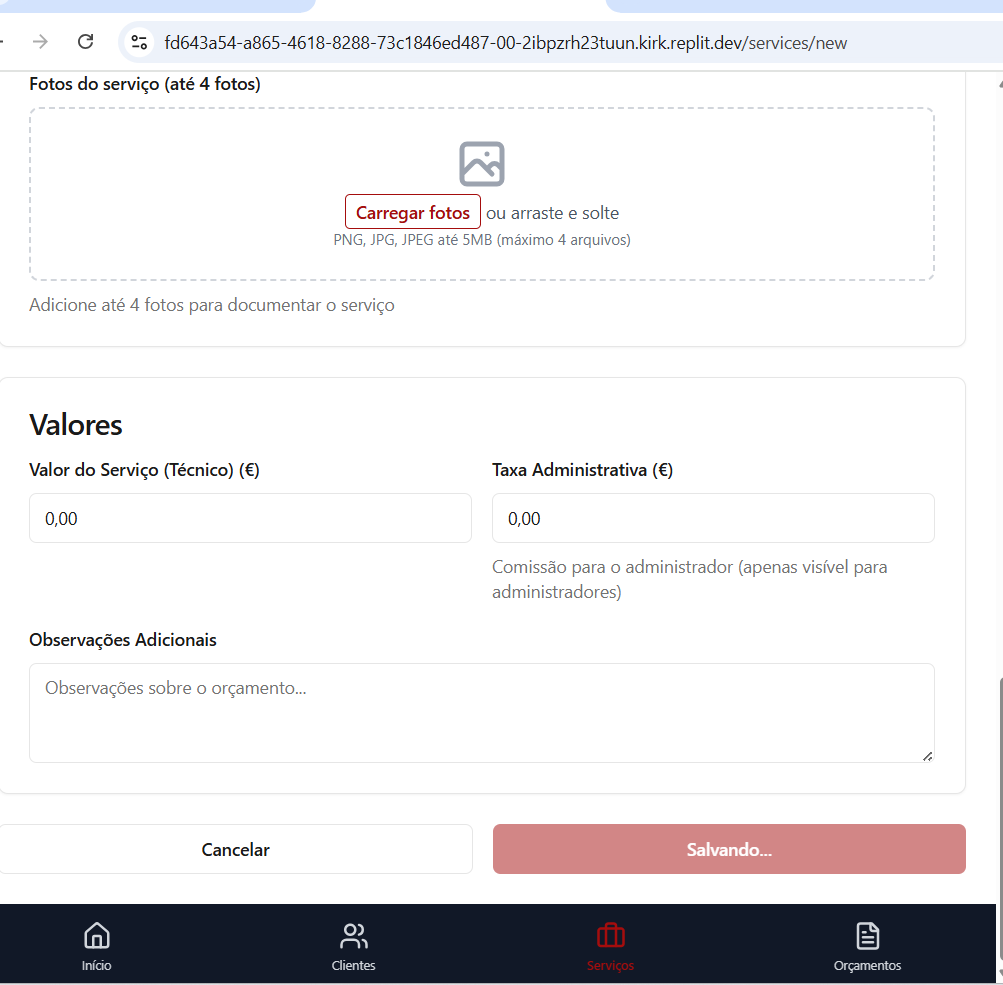 fd643a54-a865-4618-8288-73c1846ed487-00-2ibpzrh23tuun.kirk.replit.dev/services/new
Fotos do serviço (até 4 fotos)
Carregar fotos ou arraste e solte
PNG, JPG, JPEG até 5MB (máximo 4 arquivos)
Adicione até 4 fotos para documentar o serviço
Valores
Valor do Serviço (Técnico) (€)
Taxa Administrativa (€)
0,00
0,00
Comissão para o administrador (apenas visível para
administradores)
Observações Adicionais
Observações sobre o orçamento...
Cancelar
Salvando...
Início
Clientes
Serviços
Orçamentos